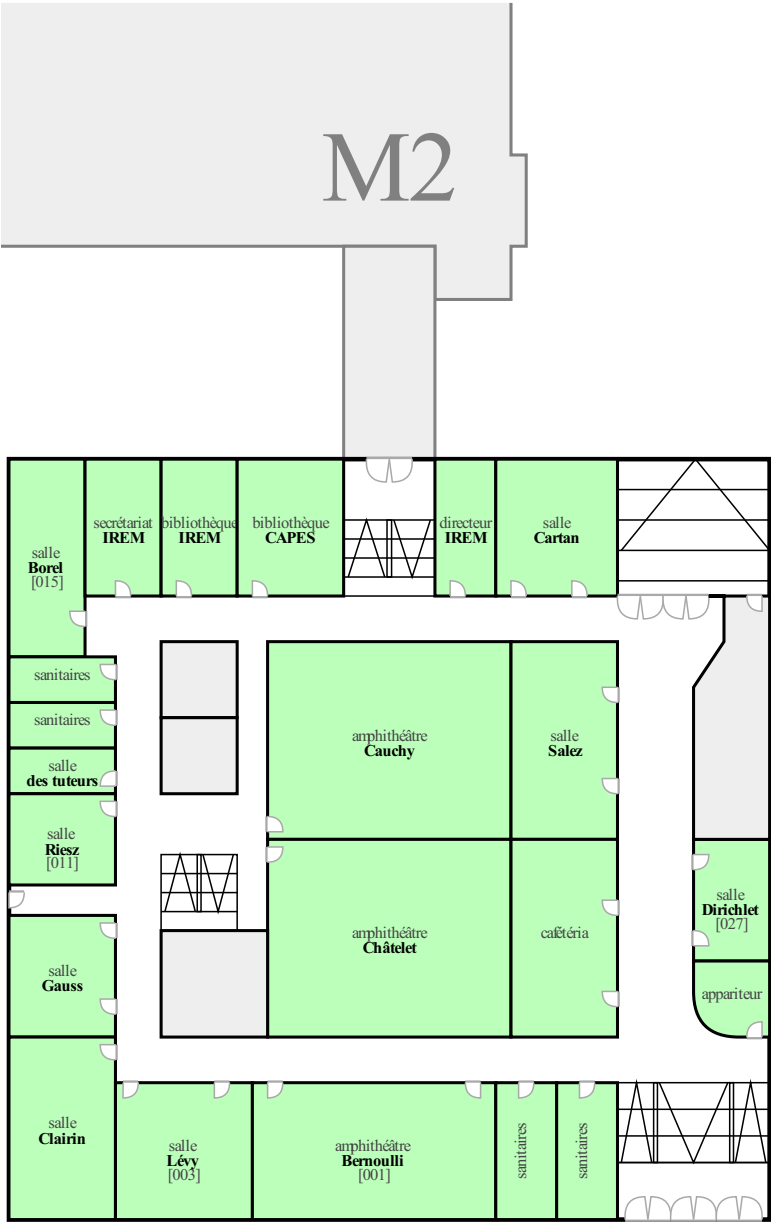 M2
secrétariat
IREM
bibliothèque
IREM
bibliothèque
CAPES
directeur
IREM
salle
Cartan
salle
Borel
[015]
sanitaires
sanitaires
salle
des tuteurs
salle
Riesz
[011]
amphithéâtre
Cauchy
salle
Salez
amphithéâtre
Châtelet
cafétéria
salle
Dirichlet
[027]
appariteur
salle
Gauss
salle
Clairin
salle
Lévy
[003]
amphithéâtre
Bernoulli
[001]
sanitaires
sanitaires